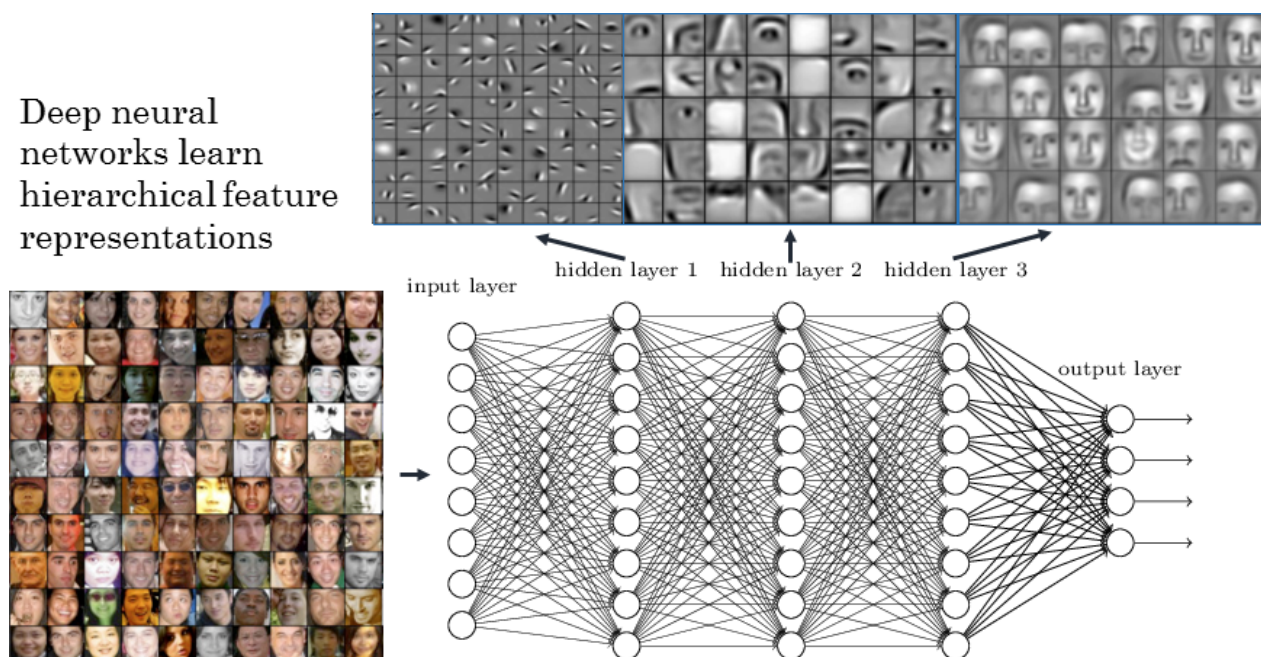 Deep neural
networks learn
hierarchical feature
representations
hidden layer 1
hidden layer 2
hidden layer 3
input layer
output layer